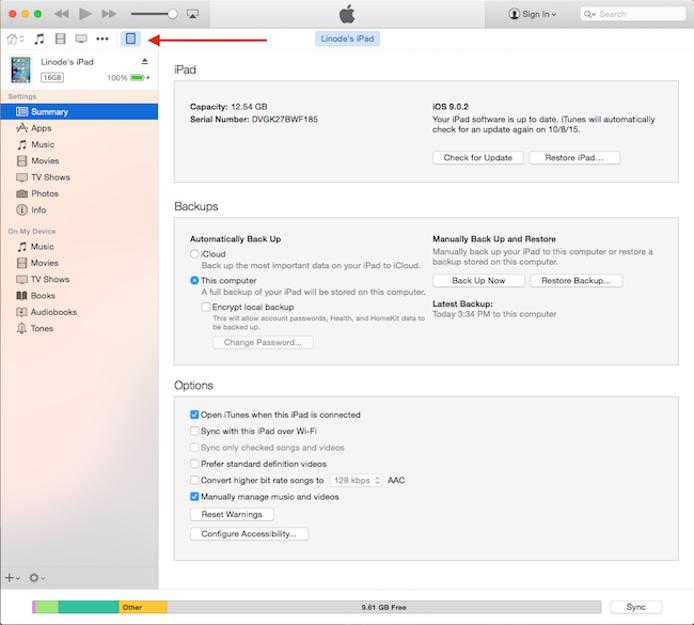 Sign In
Search
Linode's iPad
Linode's iPad
16GB
100%
Settings
Summary
Apps
Music
Movies
TV Shows
Photos
Info
On My Device
Music
Movies
TV Shows
Books
Audiobooks
Tones
iPad
Capacity: 12.54 GB
Serial Number: DVGK27BWF185
iOS 9.0.2
Your iPad software is up to date. iTunes will automatically
check for an update again on 10/8/15.
Check for Update
Restore iPad...
Backups
Automatically Back Up
iCloud
Back up the most important data on your iPad to iCloud.
This computer
A full backup of your iPad will be stored on this computer.
Encrypt local backup
This will allow account passwords, Health, and HomeKit data to
be backed up.
Change Password...
Manually Back Up and Restore
Manually back up your iPad to this computer or restore a
backup stored on this computer.
Back Up Now
Restore Backup...
Latest Backup:
Today 3:34 PM to this computer
Options
Open iTunes when this iPad is connected
Sync with this iPad over Wi-Fi
Sync only checked songs and videos
Prefer standard definition videos
Convert higher bit rate songs to 128 kbps AAC
Manually manage music and videos
Reset Warnings
Configure Accessibility...
Other
9.61 GB Free
Sync